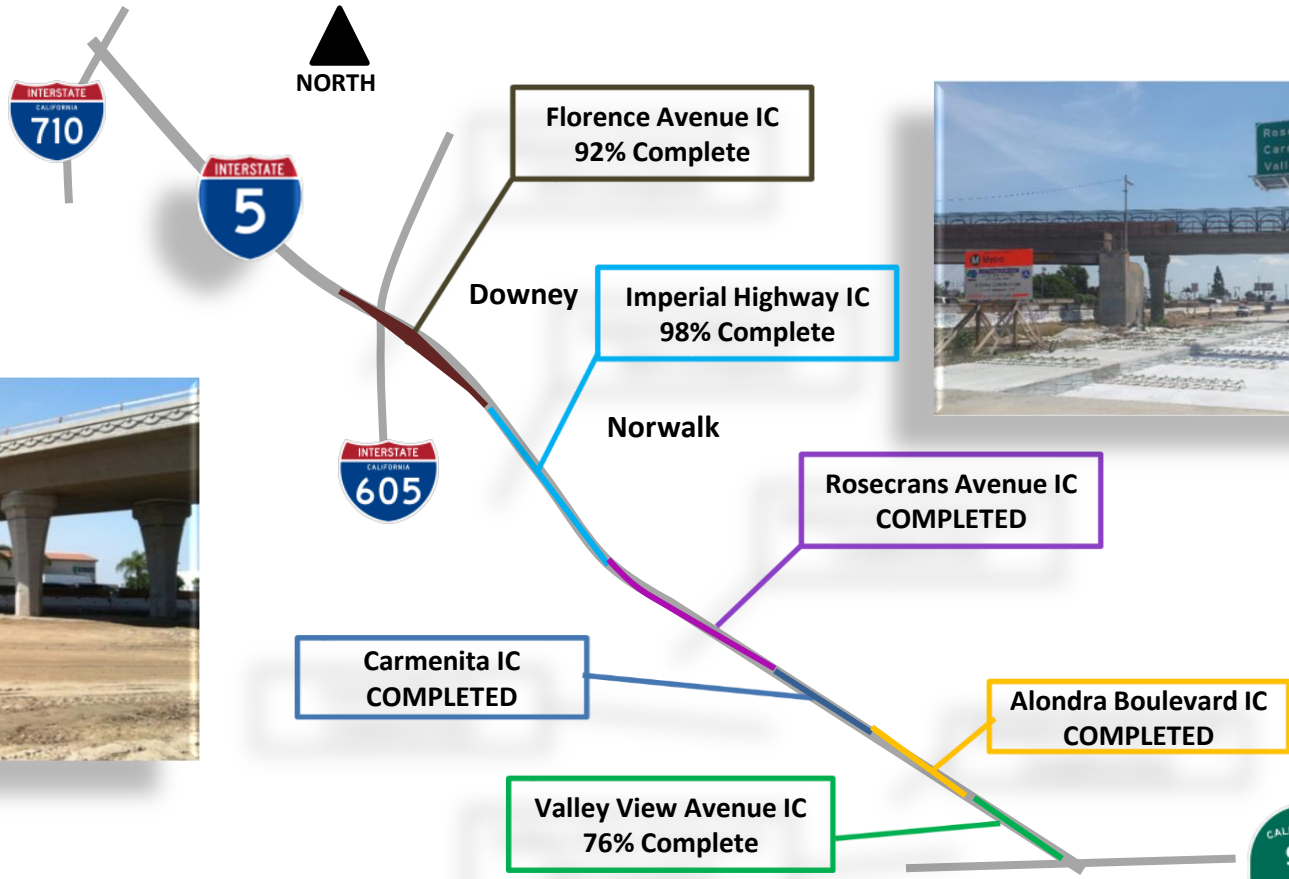 NORTH
INTERSTATE
CALIFORNIA
710
INTERSTATE
5
Florence Avenue IC
92% Complete
Downey
Imperial Highway IC
98% Complete
Metro
Norwalk
INTERSTATE
CALIFORNIA
605
Rosecrans Avenue IC
COMPLETED
Carmenita IC
COMPLETED
Alondra Boulevard IC
COMPLETED
Valley View Avenue IC
76% Complete